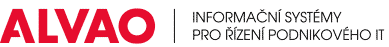 ALVAO
INFORMAČNÍ SYSTÉMY
PRO ŘÍZENÍ PODNIKOVÉHO IT